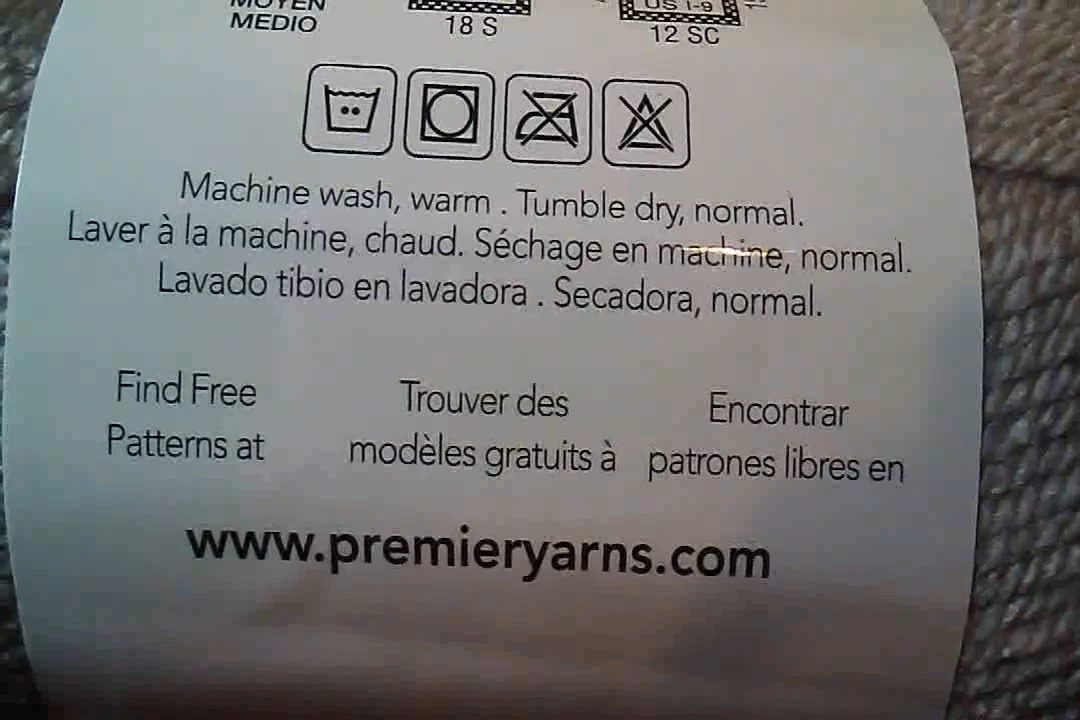 MOYEN
MEDIO
18 S
US 1-9
12 SC
Machine wash, warm . Tumble dry, normal.
Laver à la machine, chaud. Séchage en machine, normal.
Lavado tibio en lavadora . Secadora, normal.
Find Free
Patterns at
Trouver des
modèles gratuits à
Encontrar
patrones libres en
www.premieryarns.com